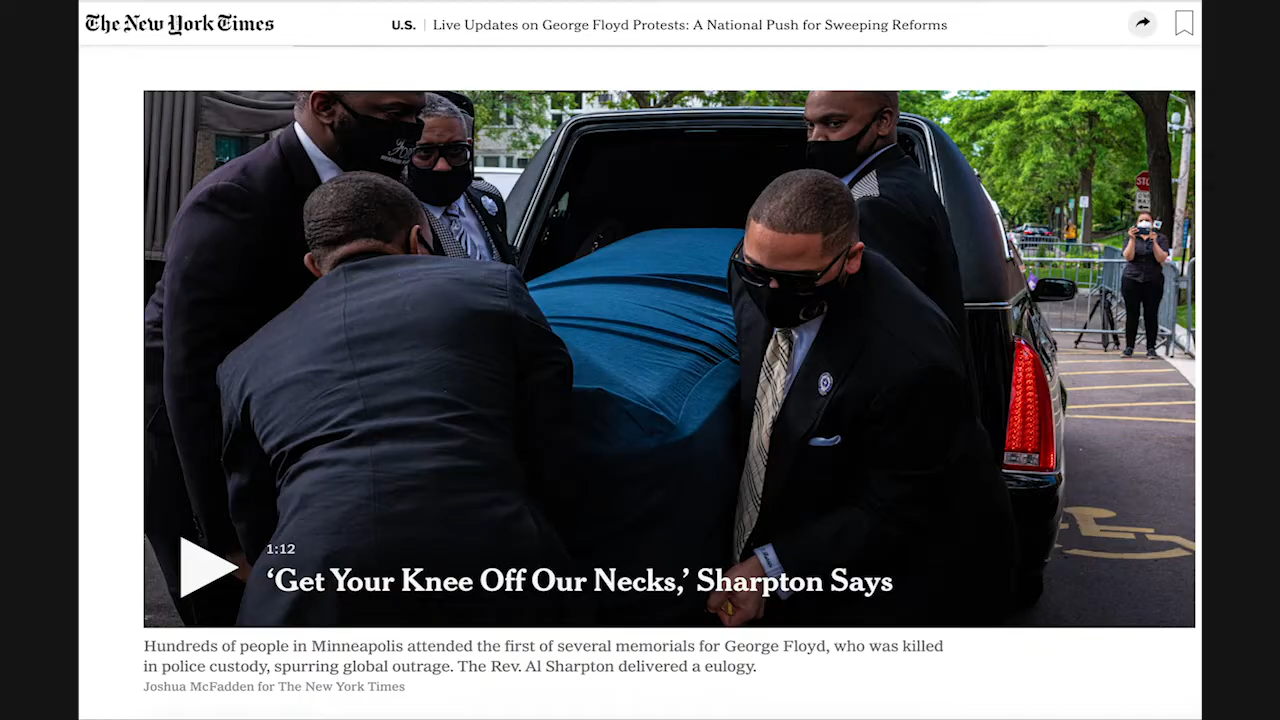 The New York Times
U.S. Live Updates on George Floyd Protests: A National Push for Sweeping Reforms
STO
1:12
‘Get Your Knee Off Our Necks,’ Sharpton Says
Hundreds of people in Minneapolis attended the first of several memorials for George Floyd, who was killed
in police custody, spurring global outrage. The Rev. Al Sharpton delivered a eulogy.
Joshua McFadden for The New York Times